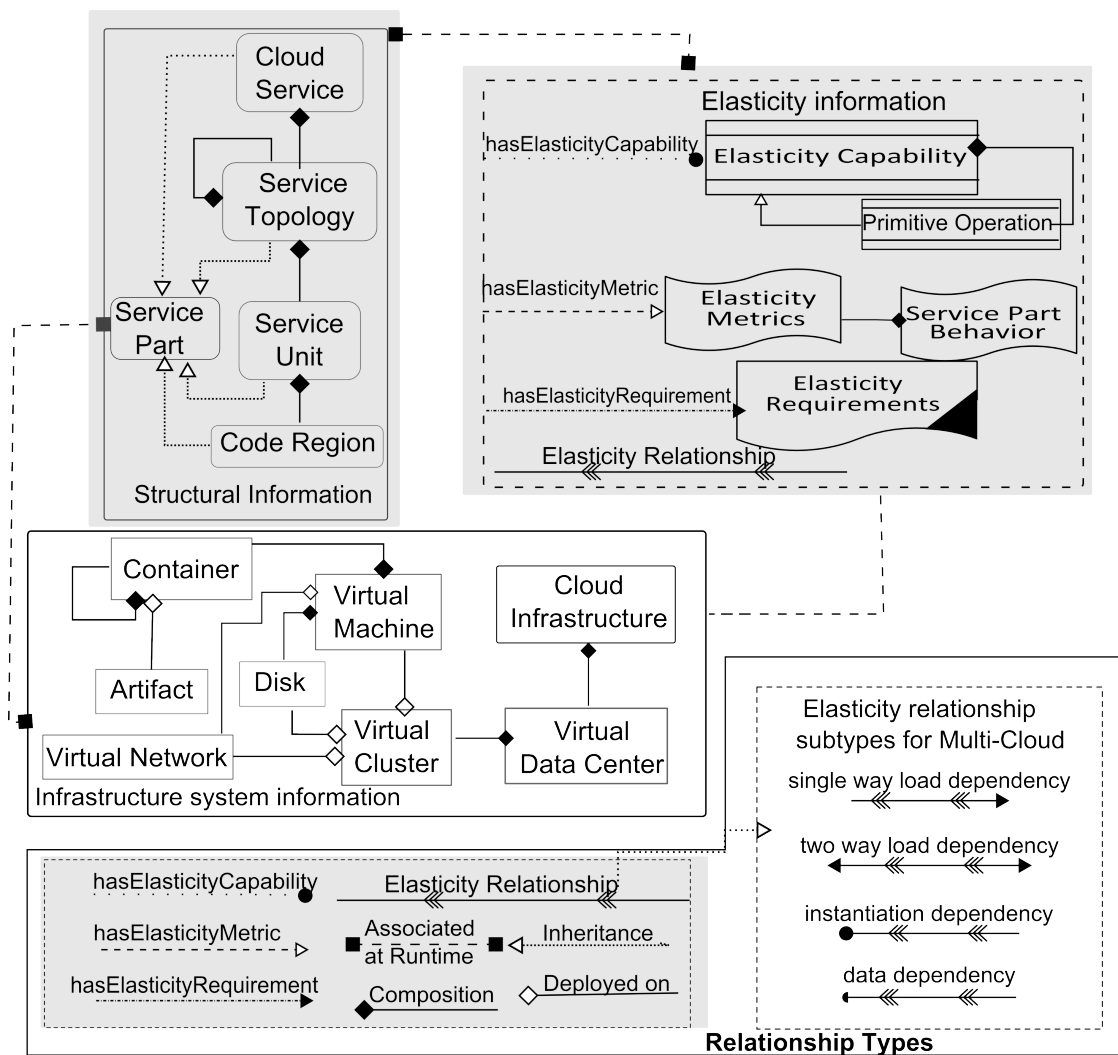 Cloud
Service
Service
Topology
Service
Part
Service
Unit
Code Region
Structural Information
Elasticity information
hasElasticityCapability
Elasticity Capability
Primitive Operation
hasElasticityMetric
Elasticity
Metrics
Service Part
Behavior
hasElasticityRequirement
Elasticity
Requirements
Elasticity Relationship
Container
Virtual
Machine
Cloud
Infrastructure
Artifact
Disk
Virtual Network
Virtual
Cluster
Virtual
Data Center
Infrastructure system information
Elasticity relationship
subtypes for Multi-Cloud
single way load dependency
two way load dependency
instantiation dependency
data dependency
hasElasticityCapability
Elasticity Relationship
hasElasticityMetric
Associated
at Runtime
Inheritance
hasElasticityRequirement
Composition
Deployed on
Relationship Types